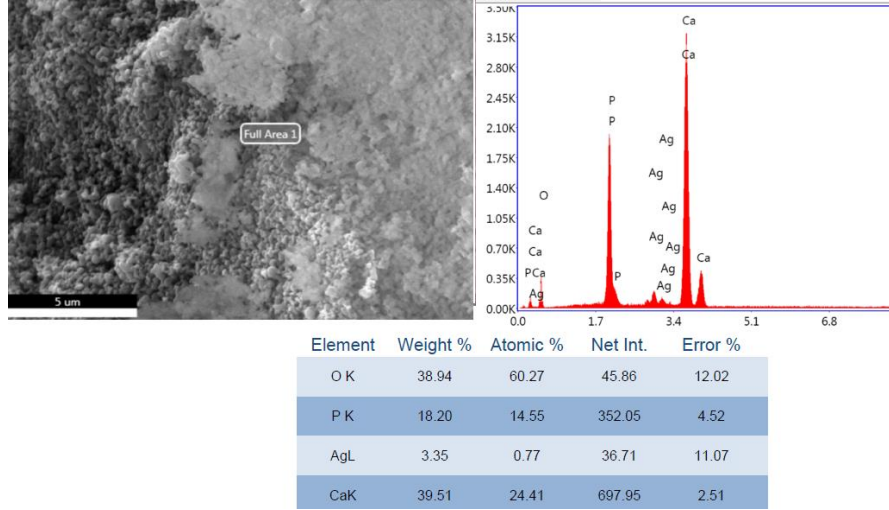 Full Area 1
5 um
3.50K
3.15K
2.80K
2.45K
2.10K
1.75K
1.40K
1.05K
0.70K
0.35K
0.00K
0.0 1.7 3.4 5.1 6.8
Ca
Ca
P
P
Ag
Ag
O
Ag
Ca
Ag
Ca
Ag
Ca
P Ca
Ag
P
Ag
Ag
Element Weight % Atomic % Net Int. Error %
O K 38.94 60.27 45.86 12.02
P K 18.20 14.55 352.05 4.52
AgL 3.35 0.77 36.71 11.07
CaK 39.51 24.41 697.95 2.51